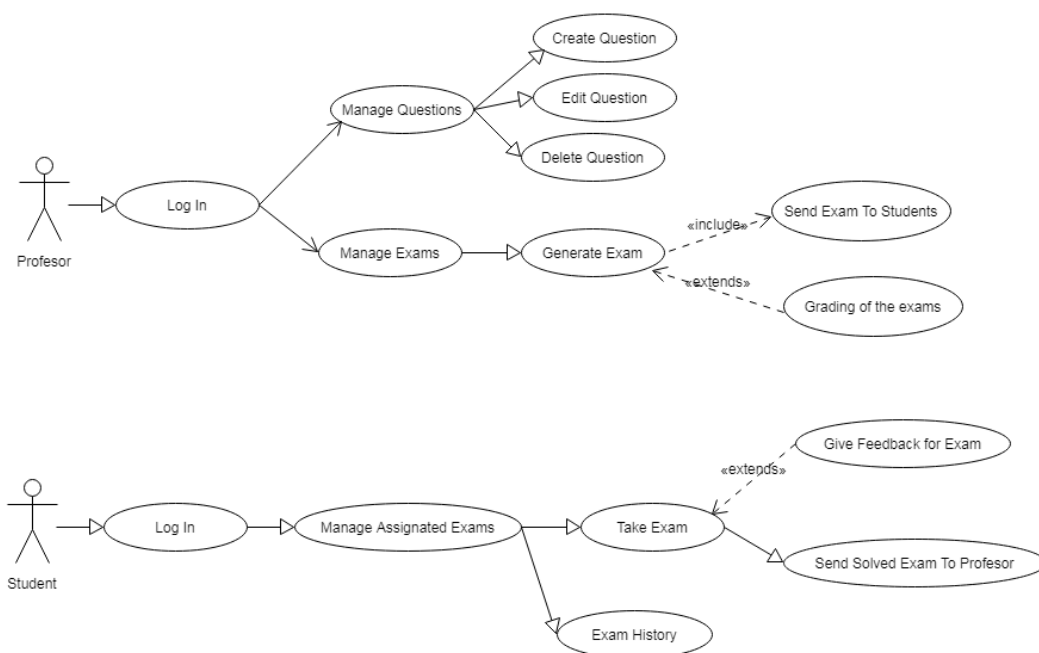 Create Question
Manage Questions
Edit Question
Delete Question
Log In
Profesor
Manage Exams
Generate Exam
«include»
Send Exam To Students
«extends»
Grading of the exams
Give Feedback for Exam
«extends»
Log In
Student
Manage Assignated Exams
Take Exam
Send Solved Exam To Profesor
Exam History